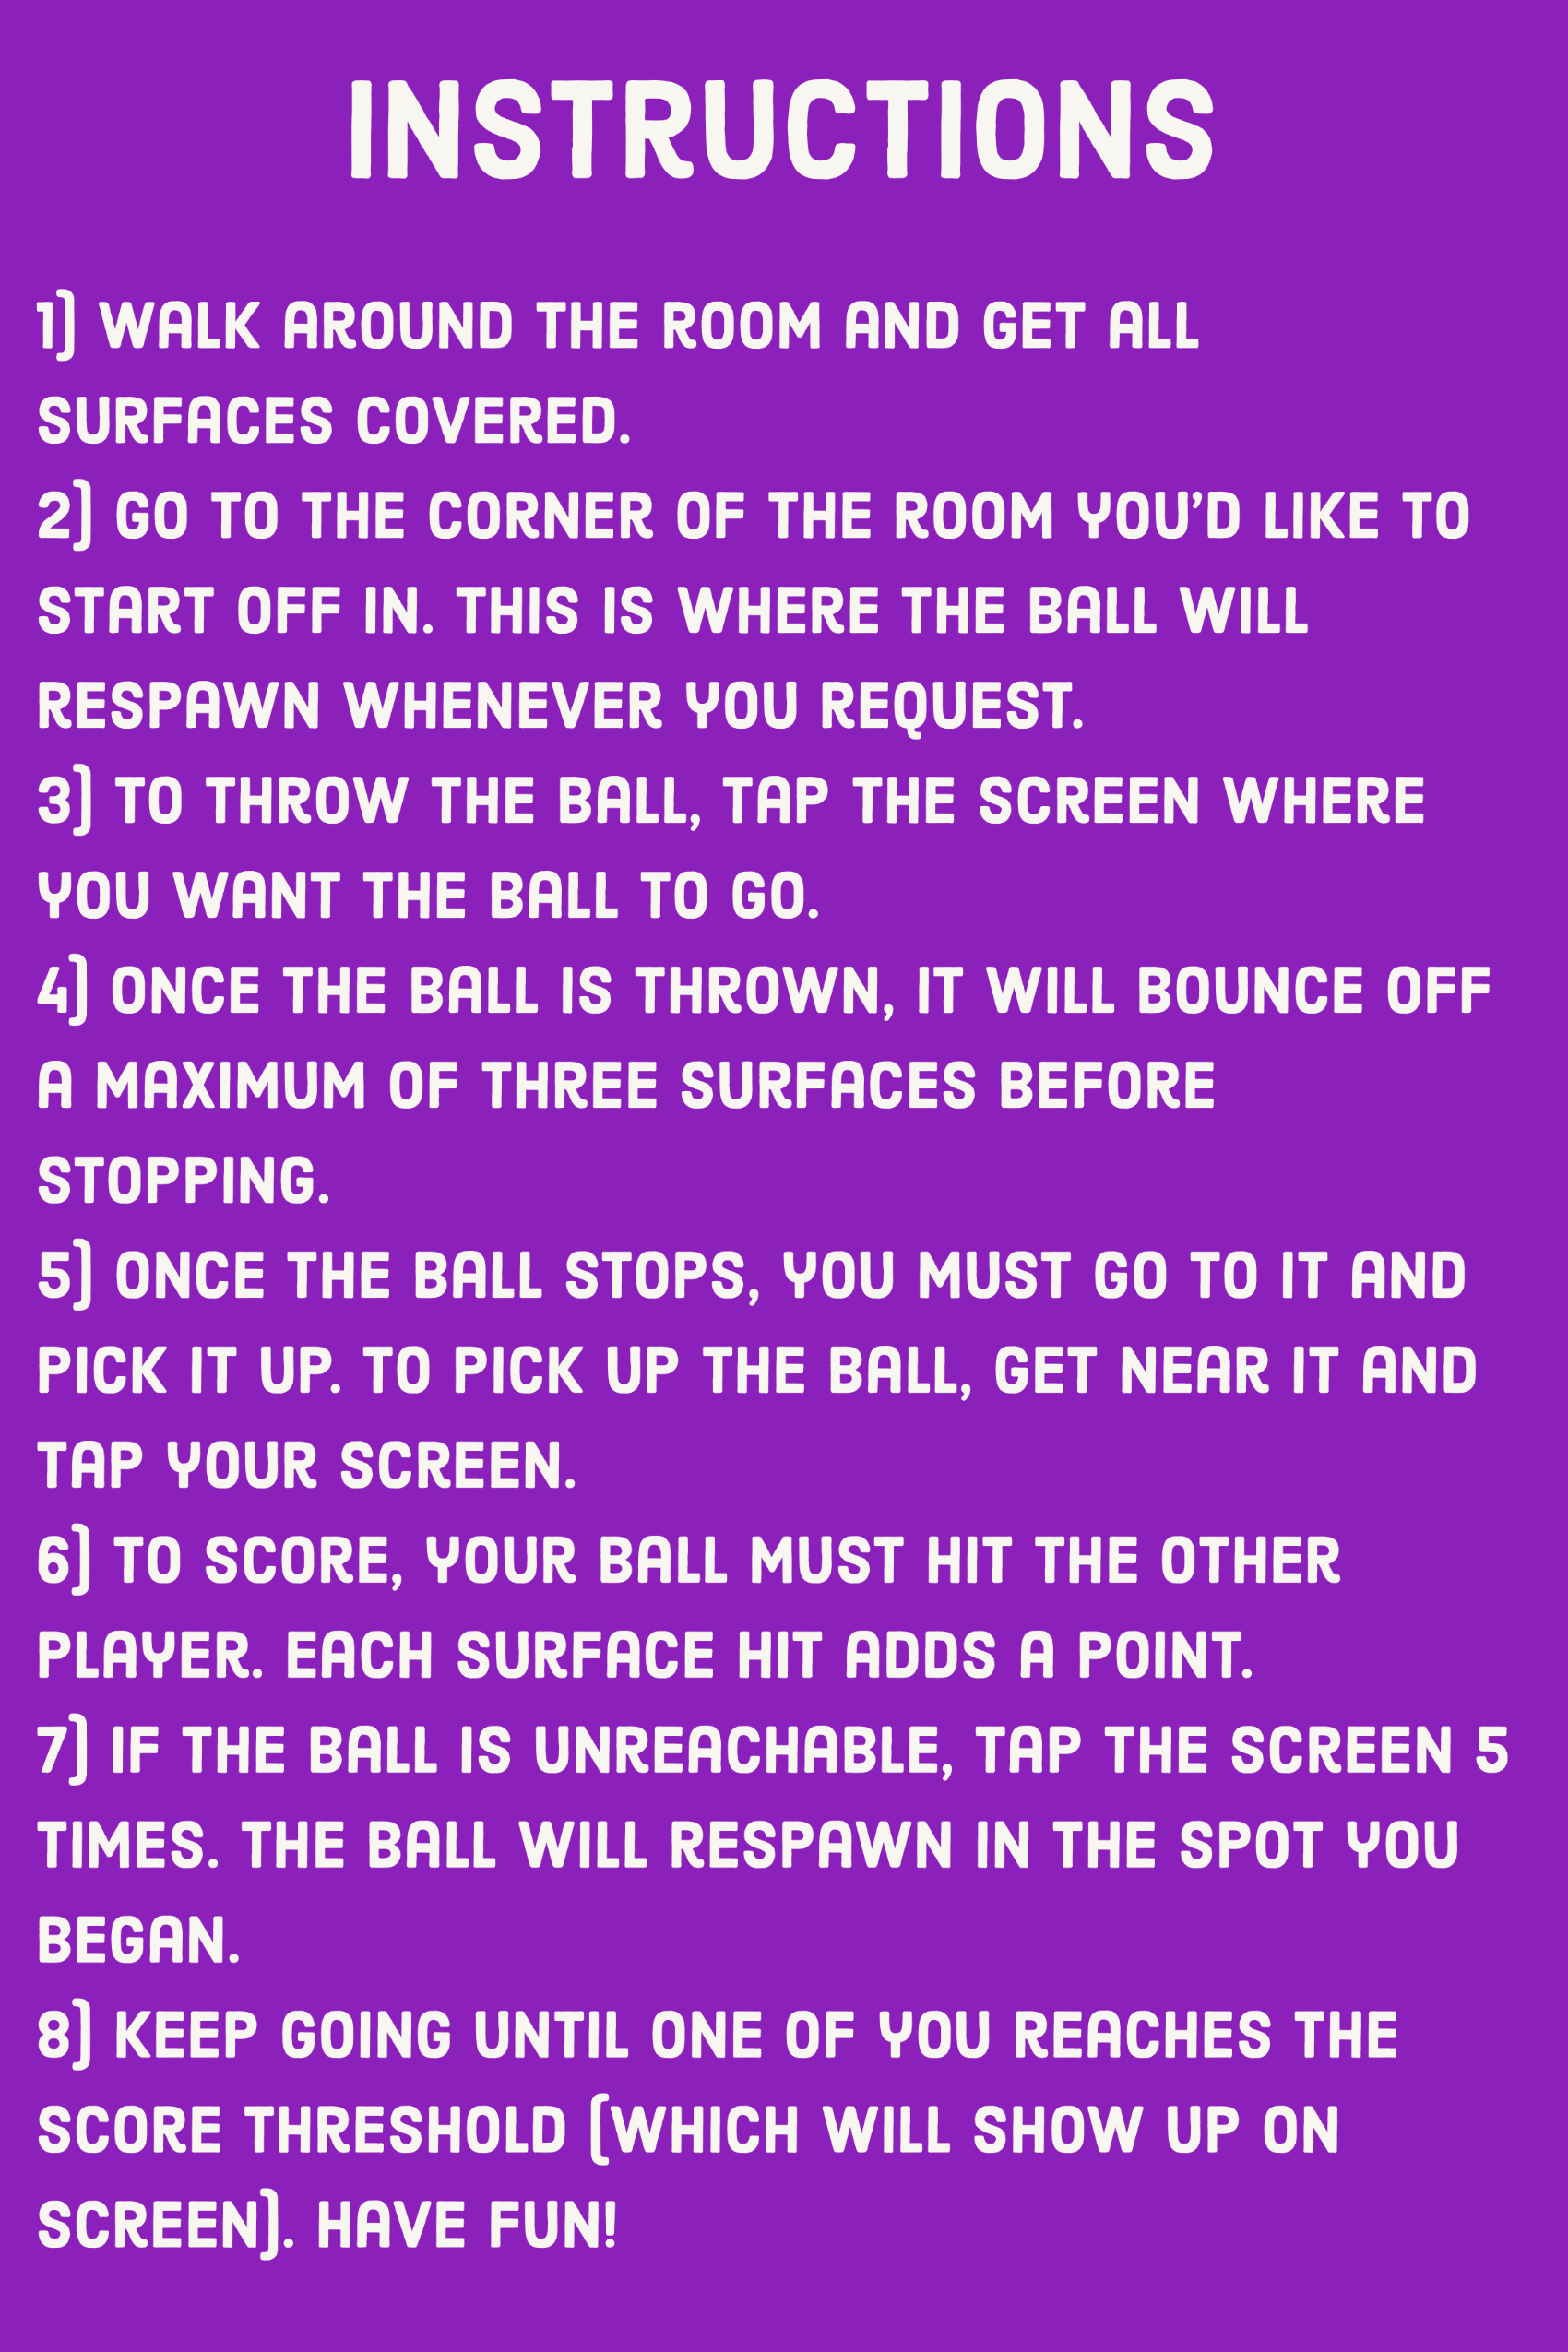 INSTRUCTIONS
1) WALK AROUND THE ROOM AND GET ALL
SURFACES COVERED.
2) GO TO THE CORNER OF THE ROOM YOU'D LIKE TO
START OFF IN. THIS IS WHERE THE BALL WILL
RESPAWN WHENEVER YOU REQUEST.
3) TO THROW THE BALL, TAP THE SCREEN WHERE
YOU WANT THE BALL TO GO.
4) ONCE THE BALL IS THROWN, IT WILL BOUNCE OFF
A MAXIMUM OF THREE SURFACES BEFORE
STOPPING.
5) ONCE THE BALL STOPS, YOU MUST GO TO IT AND
PICK IT UP. TO PICK UP THE BALL, GET NEAR IT AND
TAP YOUR SCREEN.
6) TO SCORE, YOUR BALL MUST HIT THE OTHER
PLAYER. EACH SURFACE HIT ADDS A POINT.
7) IF THE BALL IS UNREACHABLE, TAP THE SCREEN 5
TIMES. THE BALL WILL RESPAWN IN THE SPOT YOU
BEGAN.
8) KEEP GOING UNTIL ONE OF YOU REACHES THE
SCORE THRESHOLD (WHICH WILL SHOW UP ON
SCREEN). HAVE FUN!